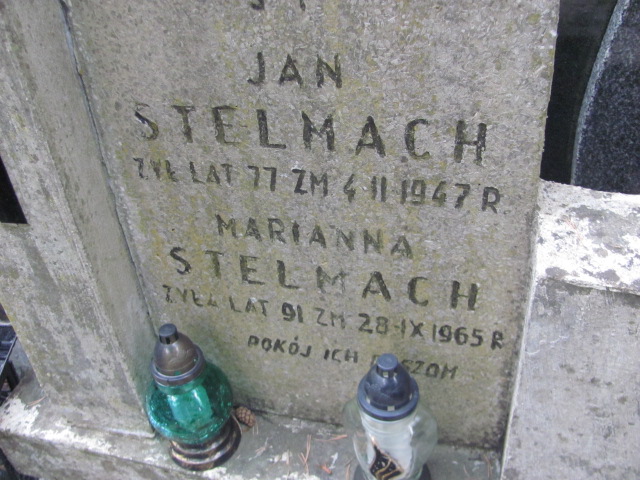 JAN
STELMACH
ŻYŁ LAT 77 ZM 4-II 1947 R
MARIANNA
STELMACH
ŻYŁA LAT 91 ZM 28-IX 1965 R
POKÓJ ICH DUSZOM